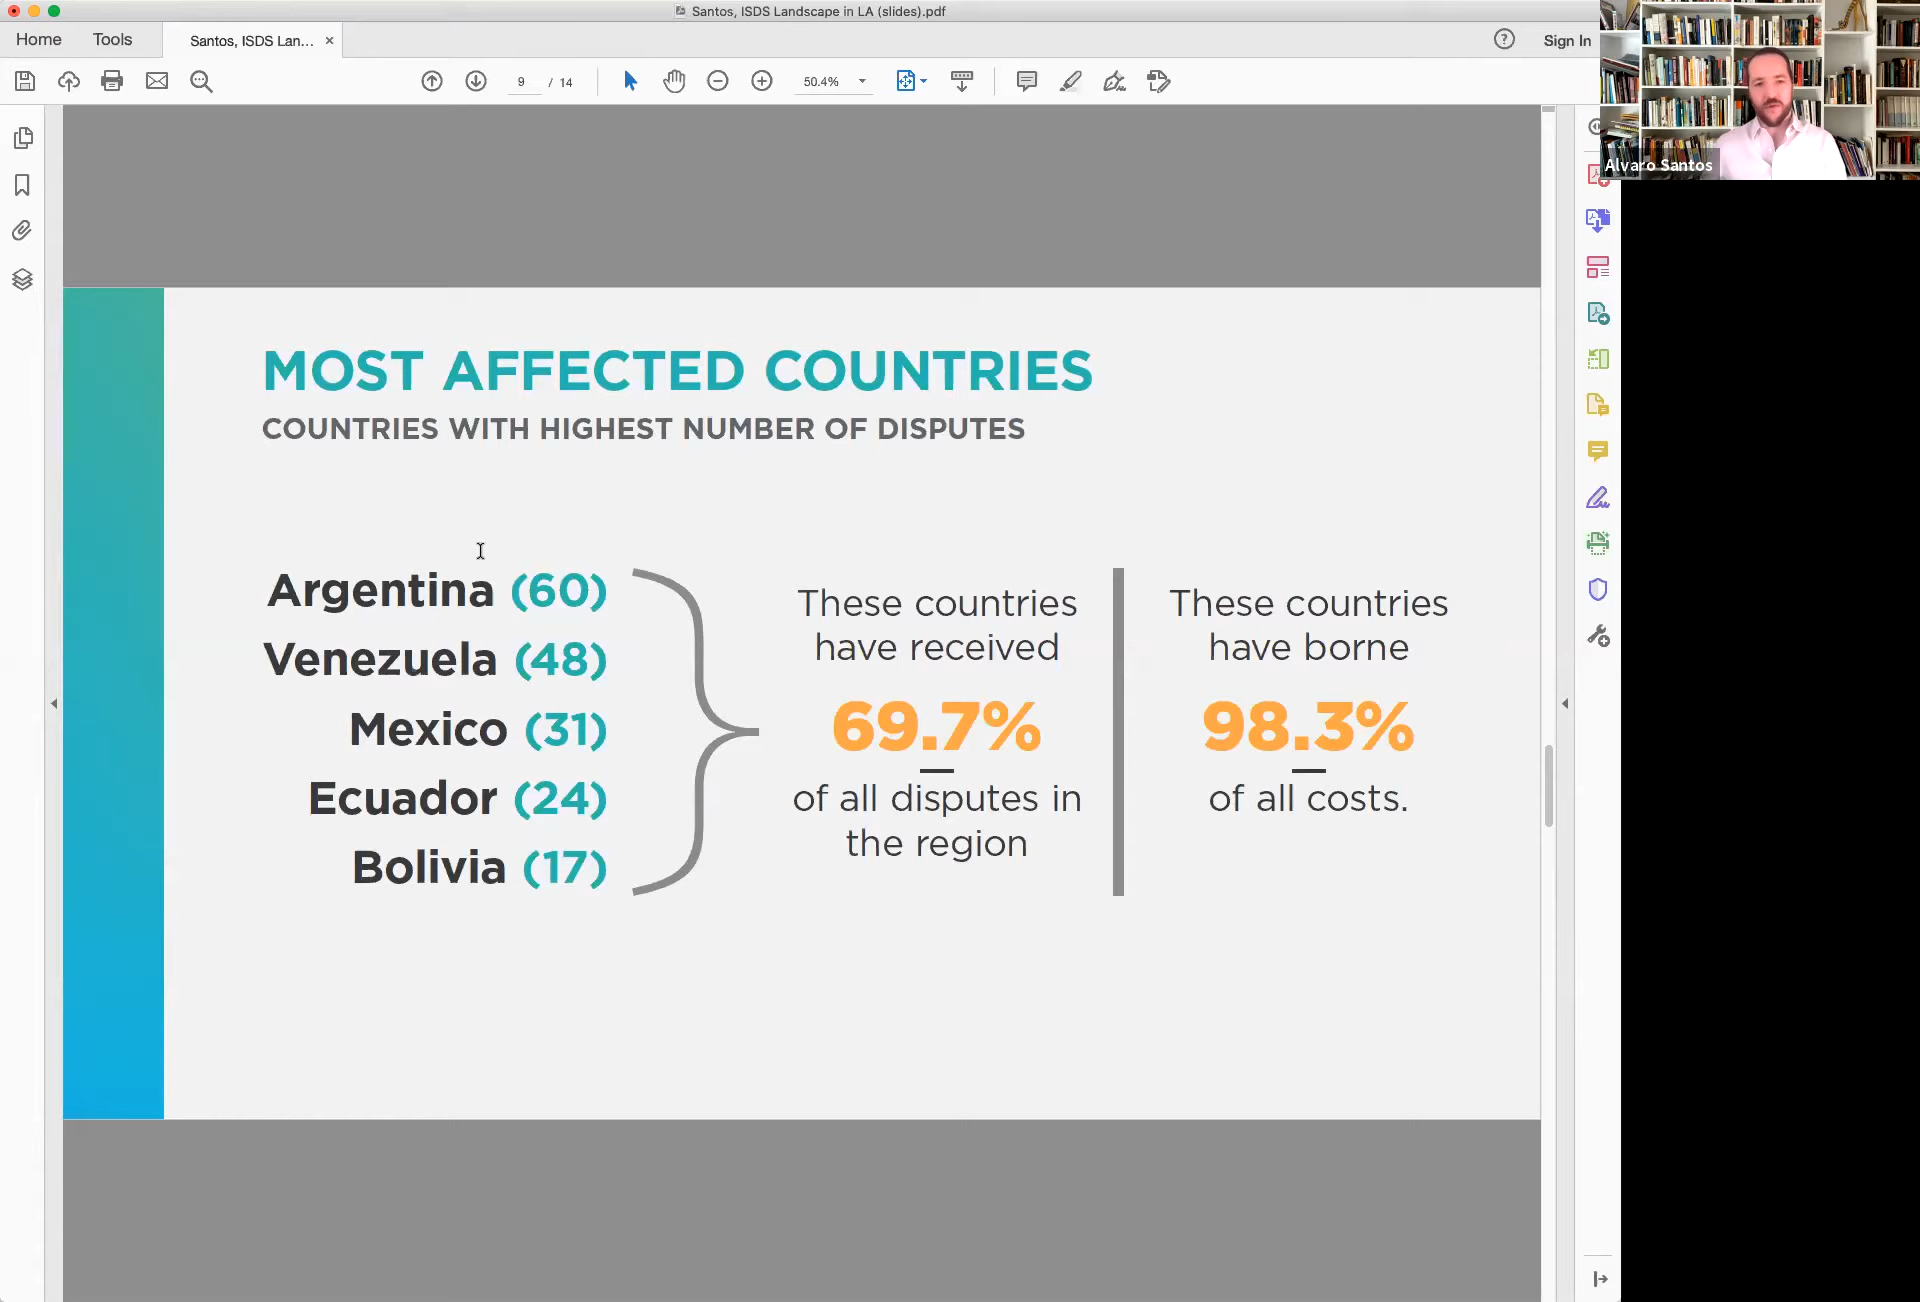 Santos, ISDS Landscape in LA (slides).pdf
Home Tools Santos, ISDS Lan... × Sign In
9 / 14 50.4%
Alvaro Santos
MOST AFFECTED COUNTRIES
COUNTRIES WITH HIGHEST NUMBER OF DISPUTES
Argentina (60)
Venezuela (48)
Mexico (31)
Ecuador (24)
Bolivia (17)
These countries
have received
69.7%
of all disputes in
the region
These countries
have borne
98.3%
of all costs.